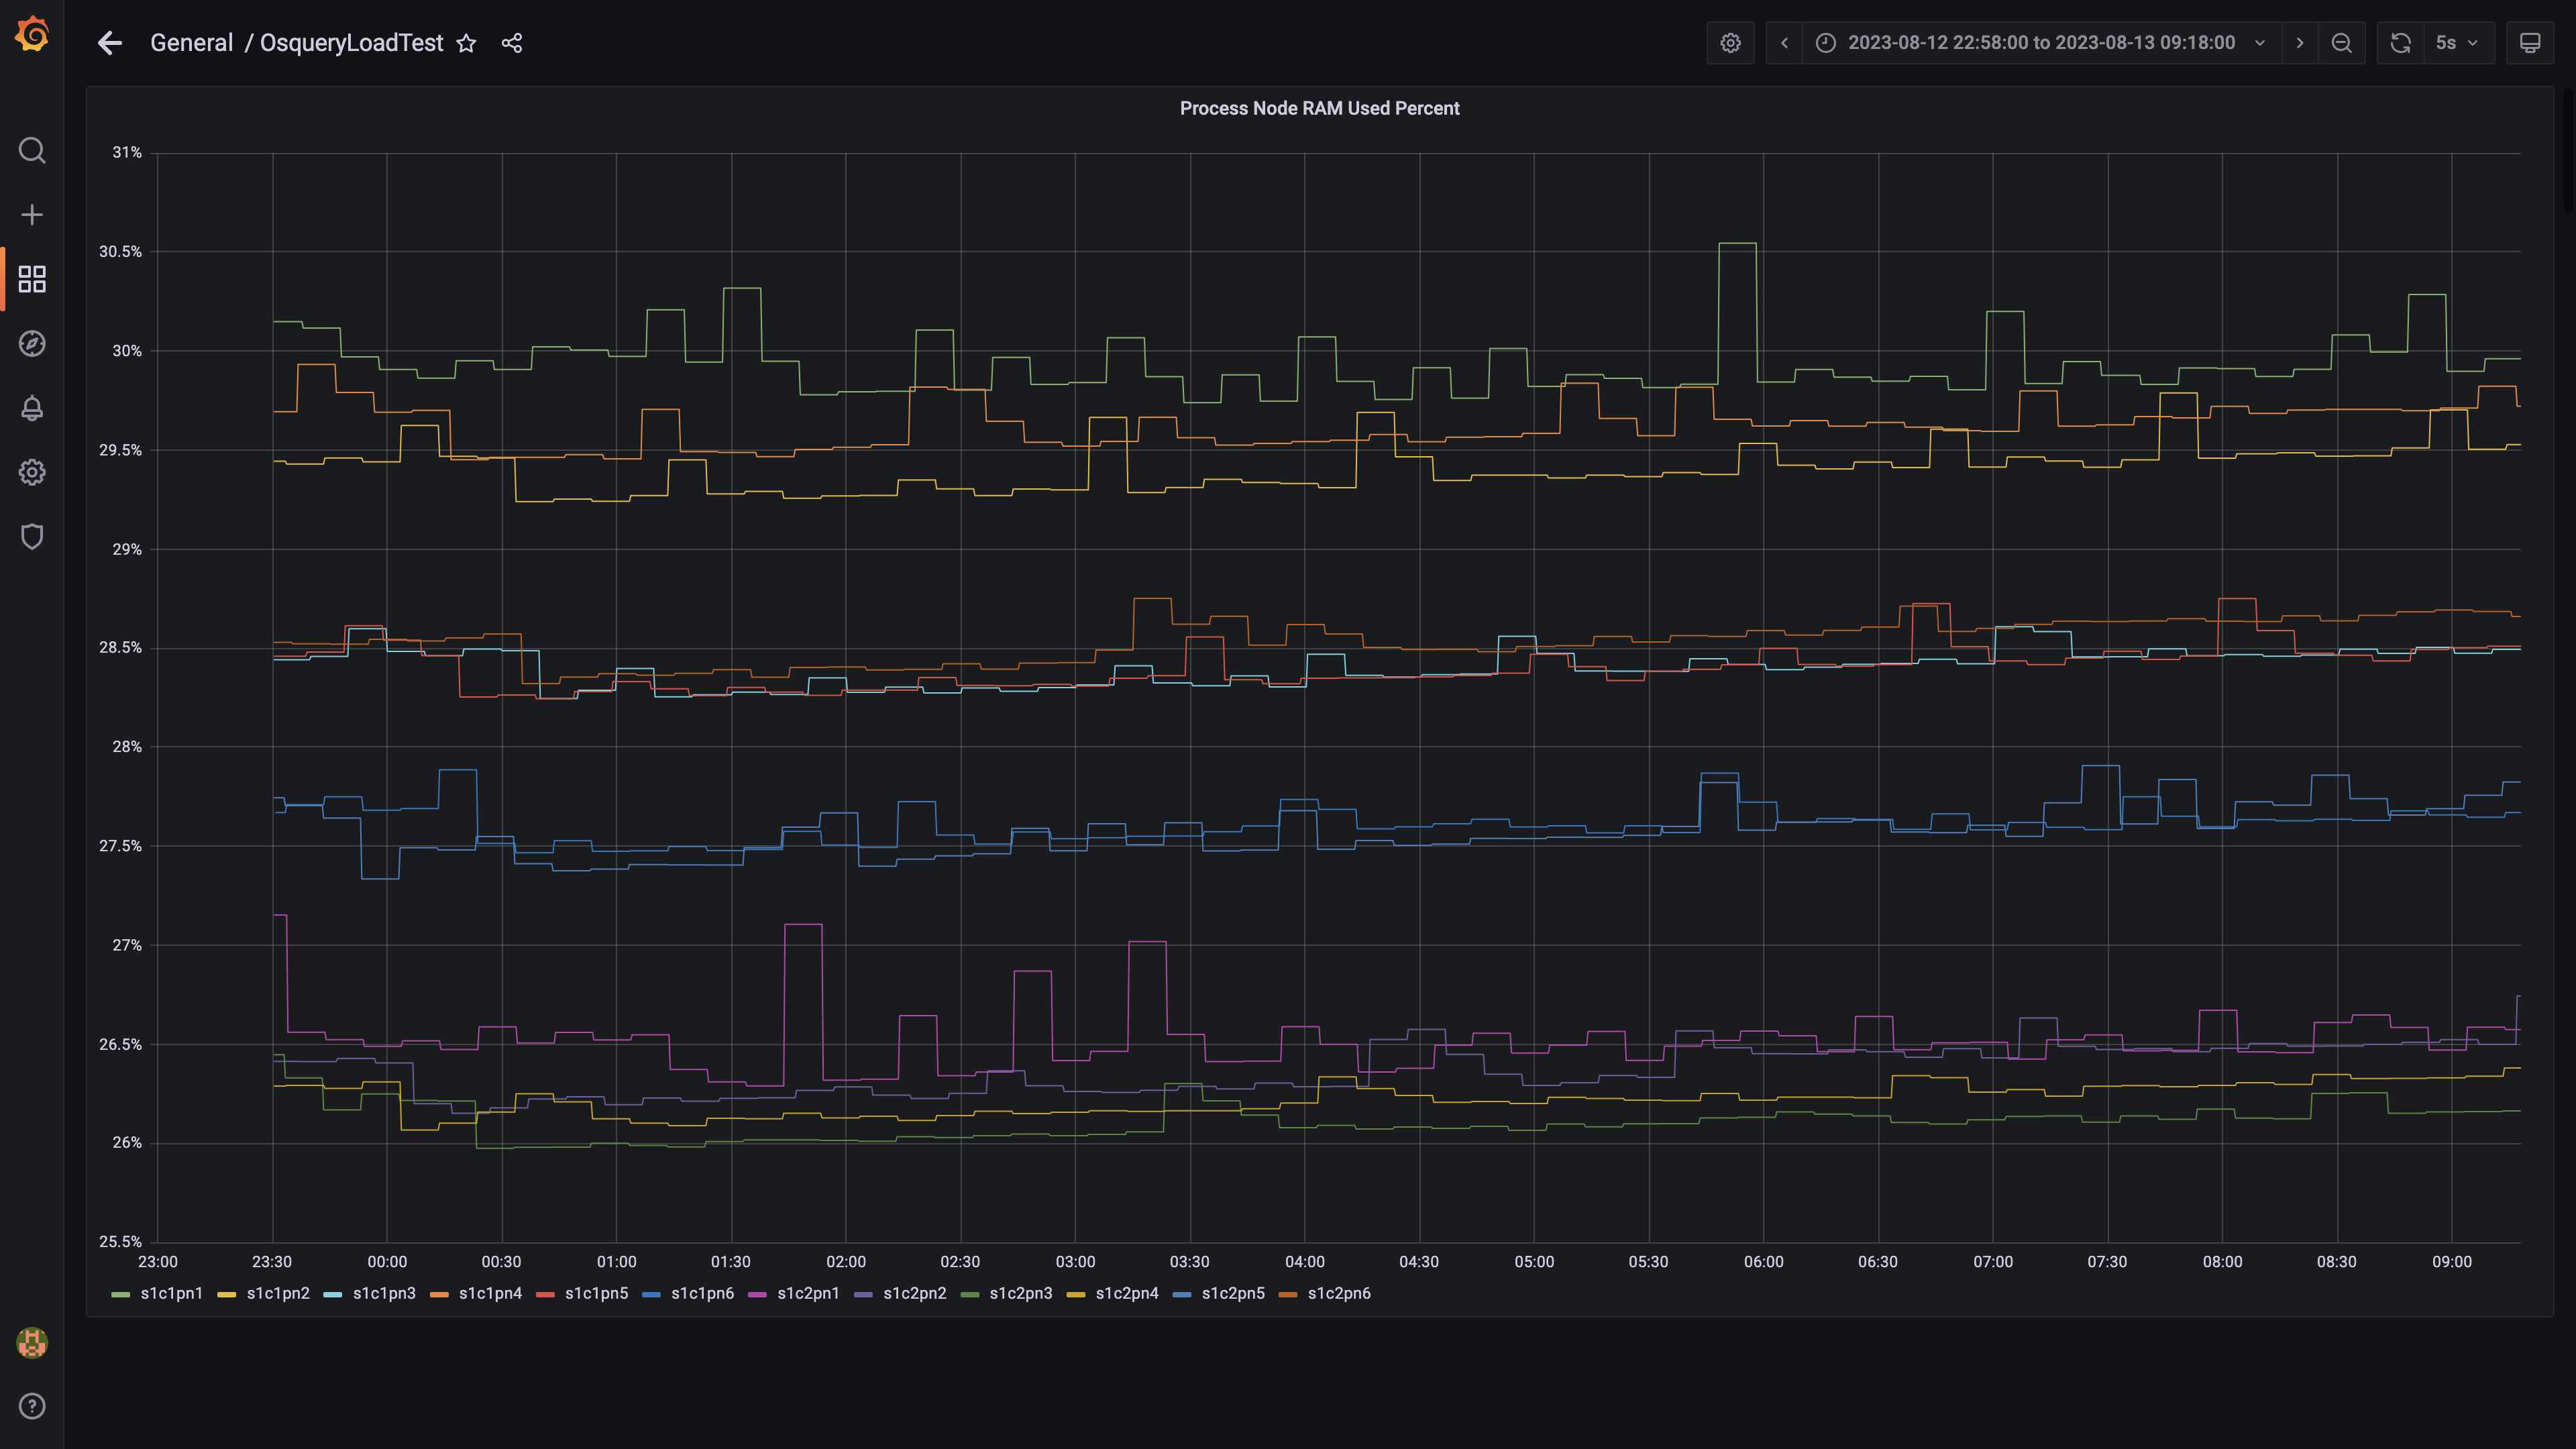 General / OsqueryLoadTest
2023-08-12 22:58:00 to 2023-08-13 09:18:00
5s
Process Node RAM Used Percent
31%
30.5%
30%
29.5%
29%
28.5%
28%
27.5%
27%
26.5%
26%
25.5%
23:00 23:30 00:00 00:30 01:00 01:30 02:00 02:30 03:00 03:30 04:00 04:30 05:00 05:30 06:00 06:30 07:00 07:30 08:00 08:30 09:00
s1c1pn1 s1c1pn2 s1c1pn3 s1c1pn4 s1c1pn5 s1c1pn6 s1c2pn1 s1c2pn2 s1c2pn3 s1c2pn4 s1c2pn5 s1c2pn6